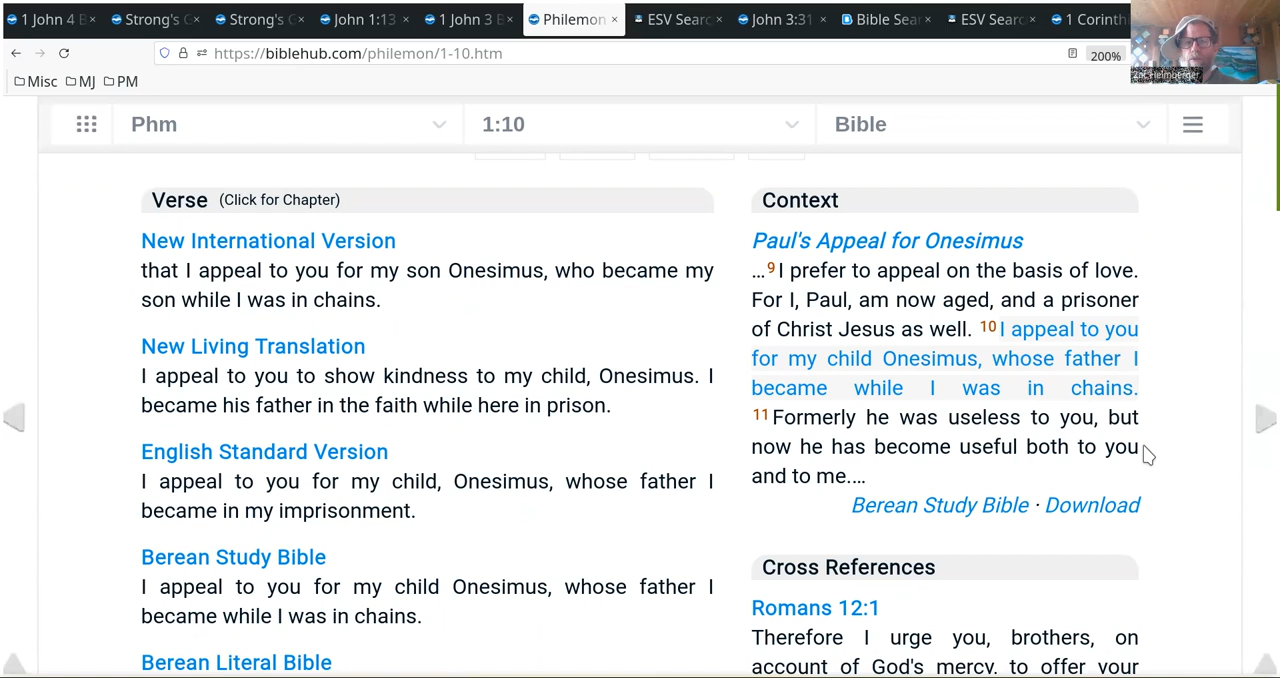 1 John 4 B
Strong's G
Strong's G
John 1:13
1 John 3 B
Philemon
ESV Searc
John 3:31
Bible Sear
ESV Searc
1 Corinth
https://biblehub.com/philemon/1-10.htm
200%
Zac Helmberger
Misc
MJ
PM
Phm
1:10
Bible
Verse (Click for Chapter)
New International Version
that I appeal to you for my son Onesimus, who became my
son while I was in chains.
New Living Translation
I appeal to you to show kindness to my child, Onesimus. I
became his father in the faith while here in prison.
English Standard Version
I appeal to you for my child, Onesimus, whose father I
became in my imprisonment.
Berean Study Bible
I appeal to you for my child Onesimus, whose father I
became while I was in chains.
Berean Literal Bible
Context
Paul's Appeal for Onesimus
…9I prefer to appeal on the basis of love.
For I, Paul, am now aged, and a prisoner
of Christ Jesus as well. 10I appeal to you
for my child Onesimus, whose father I
became while I was in chains.
11Formerly he was useless to you, but
now he has become useful both to you
and to me.…
Berean Study Bible · Download
Cross References
Romans 12:1
Therefore I urge you, brothers, on
account of God's mercy, to offer your